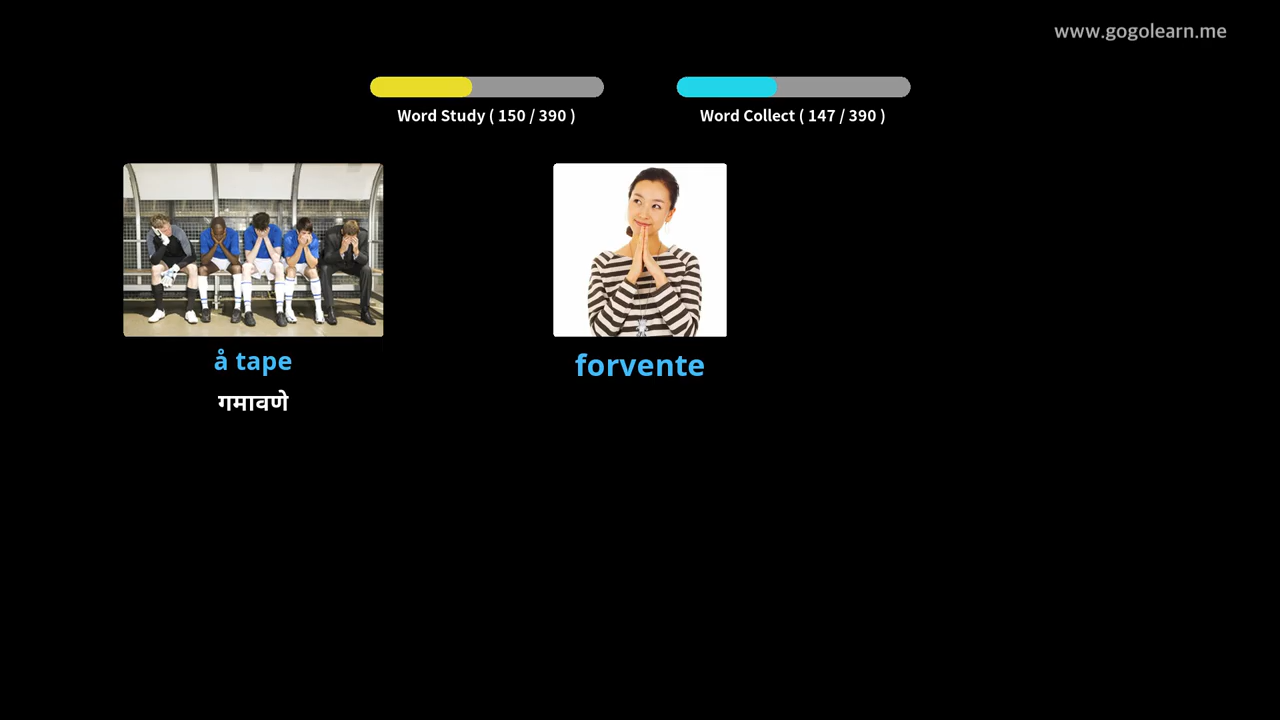 www.gogolearn.me
Word Study ( 150 / 390 )
Word Collect ( 147 / 390 )
å tape
गमावणे
forvente